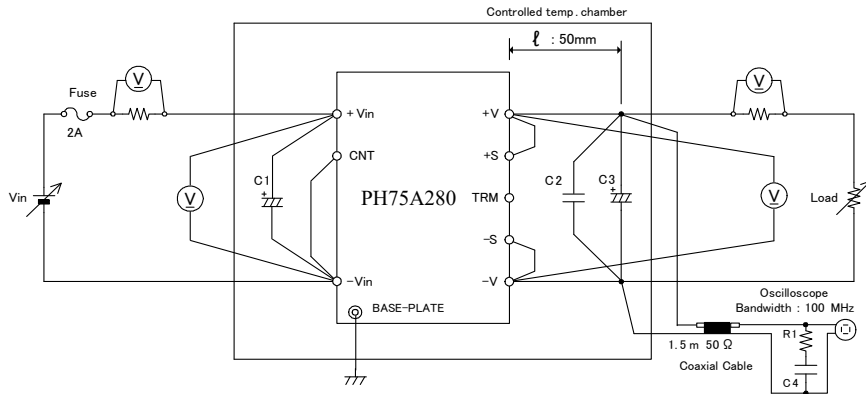 Controlled temp. chamber
ℓ : 50mm
V
V
Fuse
2A
+Vin
+V
CNT
+S
C1
+
C2
C3
+
Vin
V
PH75A280
TRM
V
Load
-S
-Vin
-V
BASE-PLATE
Oscilloscope
Bandwidth : 100 MHz
R1
1.5m 50 Ω
Coaxial Cable
C4